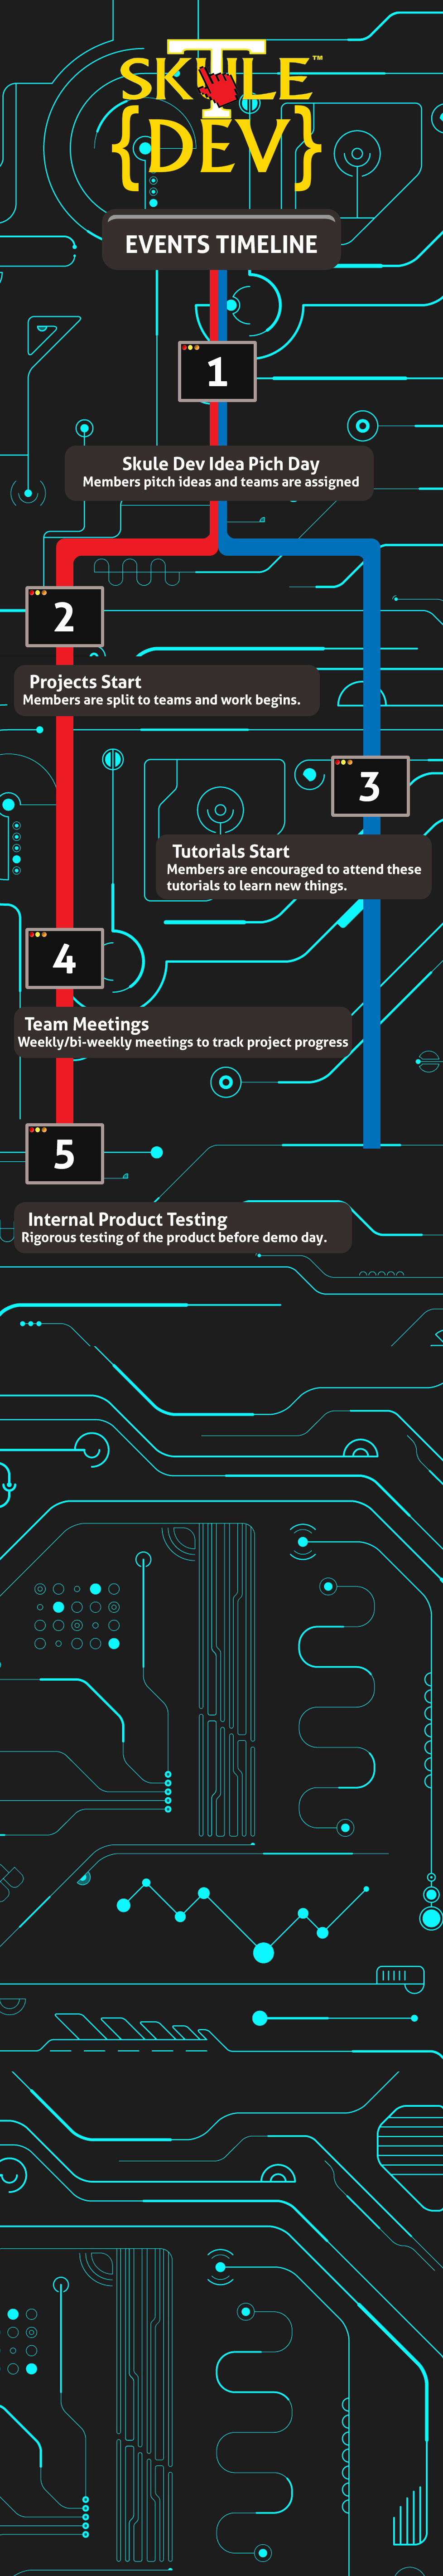 SKULE™
{DEV}
EVENTS TIMELINE
1
Skule Dev Idea Pich Day
Members pitch ideas and teams are assigned
2
Projects Start
Members are split to teams and work begins.
3
Tutorials Start
Members are encouraged to attend these
tutorials to learn new things.
4
Team Meetings
Weekly/bi-weekly meetings to track project progress
5
Internal Product Testing
Rigorous testing of the product before demo day.